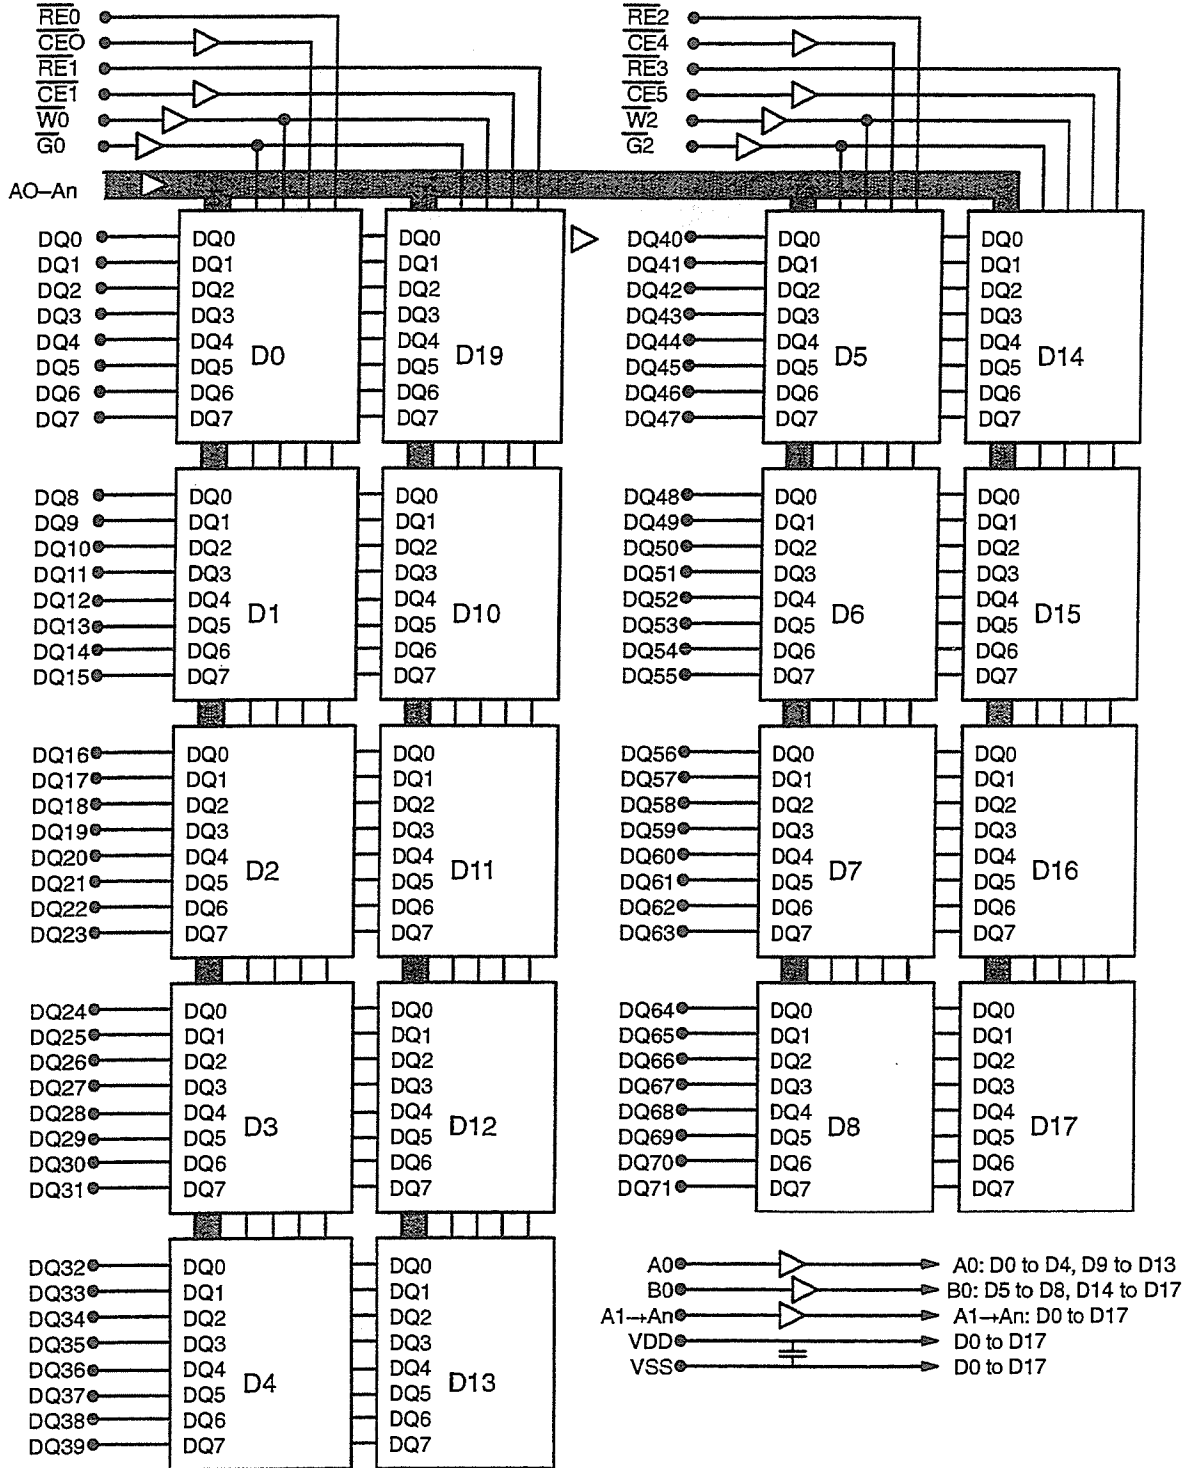 RE0
CEO
RE1
CE1
W0
G0
RE2
CE4
RE3
CE5
W2
G2
AO–An
DQ0 DQ0 DQ0 DQ40 DQ0 DQ0
DQ1 DQ1 DQ1 DQ41 DQ1 DQ1
DQ2 DQ2 DQ2 DQ42 DQ2 DQ2
DQ3 DQ3 DQ3 DQ43 DQ3 DQ3
DQ4 DQ4 DQ4 DQ44 DQ4 DQ4
D0 D19 D5 D14
DQ5 DQ5 DQ5 DQ45 DQ5 DQ5
DQ6 DQ6 DQ6 DQ46 DQ6 DQ6
DQ7 DQ7 DQ7 DQ47 DQ7 DQ7
DQ8 DQ0 DQ0 DQ48 DQ0 DQ0
DQ9 DQ1 DQ1 DQ49 DQ1 DQ1
DQ10 DQ2 DQ2 DQ50 DQ2 DQ2
DQ11 DQ3 DQ3 DQ51 DQ3 DQ3
DQ12 DQ4 DQ4 DQ52 DQ4 DQ4
D1 D10 D6 D15
DQ13 DQ5 DQ5 DQ53 DQ5 DQ5
DQ14 DQ6 DQ6 DQ54 DQ6 DQ6
DQ15 DQ7 DQ7 DQ55 DQ7 DQ7
DQ16 DQ0 DQ0 DQ56 DQ0 DQ0
DQ17 DQ1 DQ1 DQ57 DQ1 DQ1
DQ18 DQ2 DQ2 DQ58 DQ2 DQ2
DQ19 DQ3 DQ3 DQ59 DQ3 DQ3
DQ20 DQ4 DQ4 DQ60 DQ4 DQ4
D2 D11 D7 D16
DQ21 DQ5 DQ5 DQ61 DQ5 DQ5
DQ22 DQ6 DQ6 DQ62 DQ6 DQ6
DQ23 DQ7 DQ7 DQ63 DQ7 DQ7
DQ24 DQ0 DQ0 DQ64 DQ0 DQ0
DQ25 DQ1 DQ1 DQ65 DQ1 DQ1
DQ26 DQ2 DQ2 DQ66 DQ2 DQ2
DQ27 DQ3 DQ3 DQ67 DQ3 DQ3
DQ28 DQ4 DQ4 DQ68 DQ4 DQ4
D3 D12 D8 D17
DQ29 DQ5 DQ5 DQ69 DQ5 DQ5
DQ30 DQ6 DQ6 DQ70 DQ6 DQ6
DQ31 DQ7 DQ7 DQ71 DQ7 DQ7
DQ32 DQ0 DQ0
DQ33 DQ1 DQ1
DQ34 DQ2 DQ2
DQ35 DQ3 DQ3
DQ36 DQ4 DQ4
D4 D13
DQ37 DQ5 DQ5
DQ38 DQ6 DQ6
DQ39 DQ7 DQ7
A0 A0: D0 to D4, D9 to D13
B0 B0: D5 to D8, D14 to D17
A1→An A1→An: D0 to D17
VDD D0 to D17
VSS D0 to D17